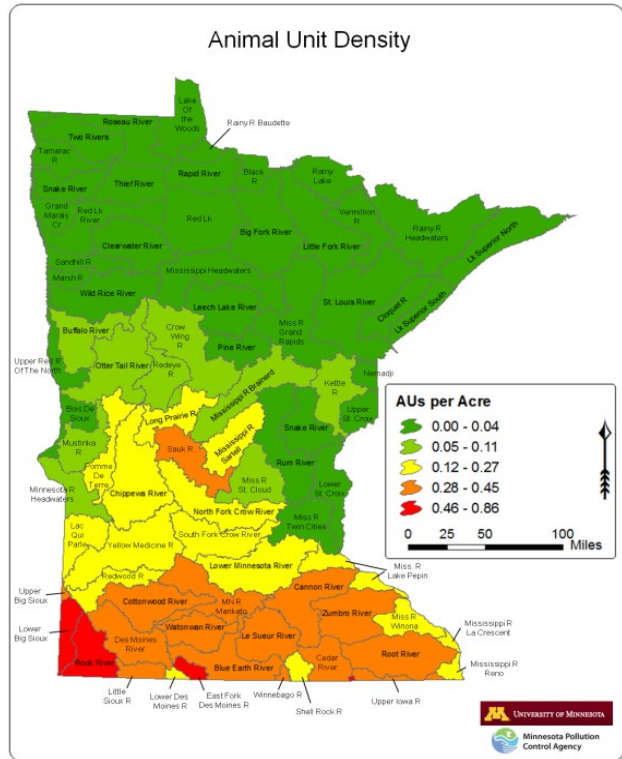 Animal Unit Density
Lake
Of
the
Woods
Roseau River
Rainy R Baudette
Two Rivers
Tamarac
R
Rapid River
Black
R
Rainy
Lake
Snake River
Thief River
Grand
Marais
Cr
Red Lk
River
Red Lk
Vermillion
R
Rainy R
Headwaters
Big Fork River
Little Fork River
Lk Superior North
Clearwater River
Sandhill R
Mississippi Headwaters
Marsh R
Wild Rice River
St. Louis River
Cloquet R
Lk Superior South
Leech Lake River
Buffalo River
Crow
Wing
R
Pine River
Miss R
Grand
Rapids
Upper Red R
Of The North
Otter Tail River
Redeye R
Nemadji
Kettle
R
Mississippi R Brainerd
Bois De
Sioux
Long Prairie R
Mississippi R
Sartell
Snake River
Upper
St. Croix
Mustinka
R
Sauk R
Rum River
Pomme
De
Terre
Chippewa River
Miss R
St. Cloud
Lower
St. Croix
Minnesota R
Headwaters
North Fork Crow River
Miss R
Twin Cities
Lac
Qui
Parle
South Fork Crow River
Yellow Medicine R
Lower Minnesota River
Miss. R
Lake Pepin
Redwood R
Upper
Big Sioux
Cannon River
Cottonwood River
MN R
Mankato
Zumbro River
Miss R
Winona
Mississippi R
La Crescent
Lower
Big Sioux
Watonwan River
Des Moines
River
Le Sueur River
Rock River
Cedar
River
Root River
Blue Earth River
Mississippi R
Reno
Little
Sioux R
Lower Des
Moines R
East Fork
Des Moines R
Winnebago R
Shell Rock R
Upper Iowa R
AUs per Acre
0.00 - 0.04
0.05 - 0.11
0.12 - 0.27
0.28 - 0.45
0.46 - 0.86
0 25 50 100
Miles
M UNIVERSITY OF MINNESOTA
Minnesota Pollution
Control Agency